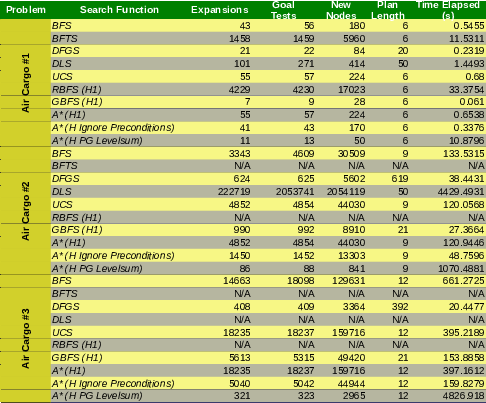 Problem Search Function Expansions Goal Tests New Nodes Plan Length Time Elapsed (s)
Air Cargo #1
BFS 43 56 180 6 0.5455
BFTS 1458 1459 5960 6 11.5311
DFGS 21 22 84 20 0.2319
DLS 101 271 414 50 1.4493
UCS 55 57 224 6 0.68
RBFS (H1) 4229 4230 17023 6 33.3754
GBFS (H1) 7 9 28 6 0.061
A* (H1) 55 57 224 6 0.6538
A* (H Ignore Preconditions) 41 43 170 6 0.3376
A* (H PG Levelsum) 11 13 50 6 10.8796
Air Cargo #2
BFS 3343 4609 30509 9 133.5315
BFTS N/A N/A N/A N/A N/A
DFGS 624 625 5602 619 38.4431
DLS 222719 2053741 2054119 50 4429.4931
UCS 4852 4854 44030 9 120.0568
RBFS (H1) N/A N/A N/A N/A N/A
GBFS (H1) 990 992 8910 21 27.3664
A* (H1) 4852 4854 44030 9 120.9446
A* (H Ignore Preconditions) 1450 1452 13303 9 48.7596
A* (H PG Levelsum) 86 88 841 9 1070.4881
Air Cargo #3
BFS 14663 18098 129631 12 661.2725
BFTS N/A N/A N/A N/A N/A
DFGS 408 409 3364 392 20.4477
DLS N/A N/A N/A N/A N/A
UCS 18235 18237 159716 12 395.2189
RBFS (H1) N/A N/A N/A N/A N/A
GBFS (H1) 5613 5315 49420 21 153.8858
A* (H1) 18235 18237 159716 12 397.1612
A* (H Ignore Preconditions) 5040 5042 44944 12 159.8279
A* (H PG Levelsum) 321 323 2965 12 4826.918